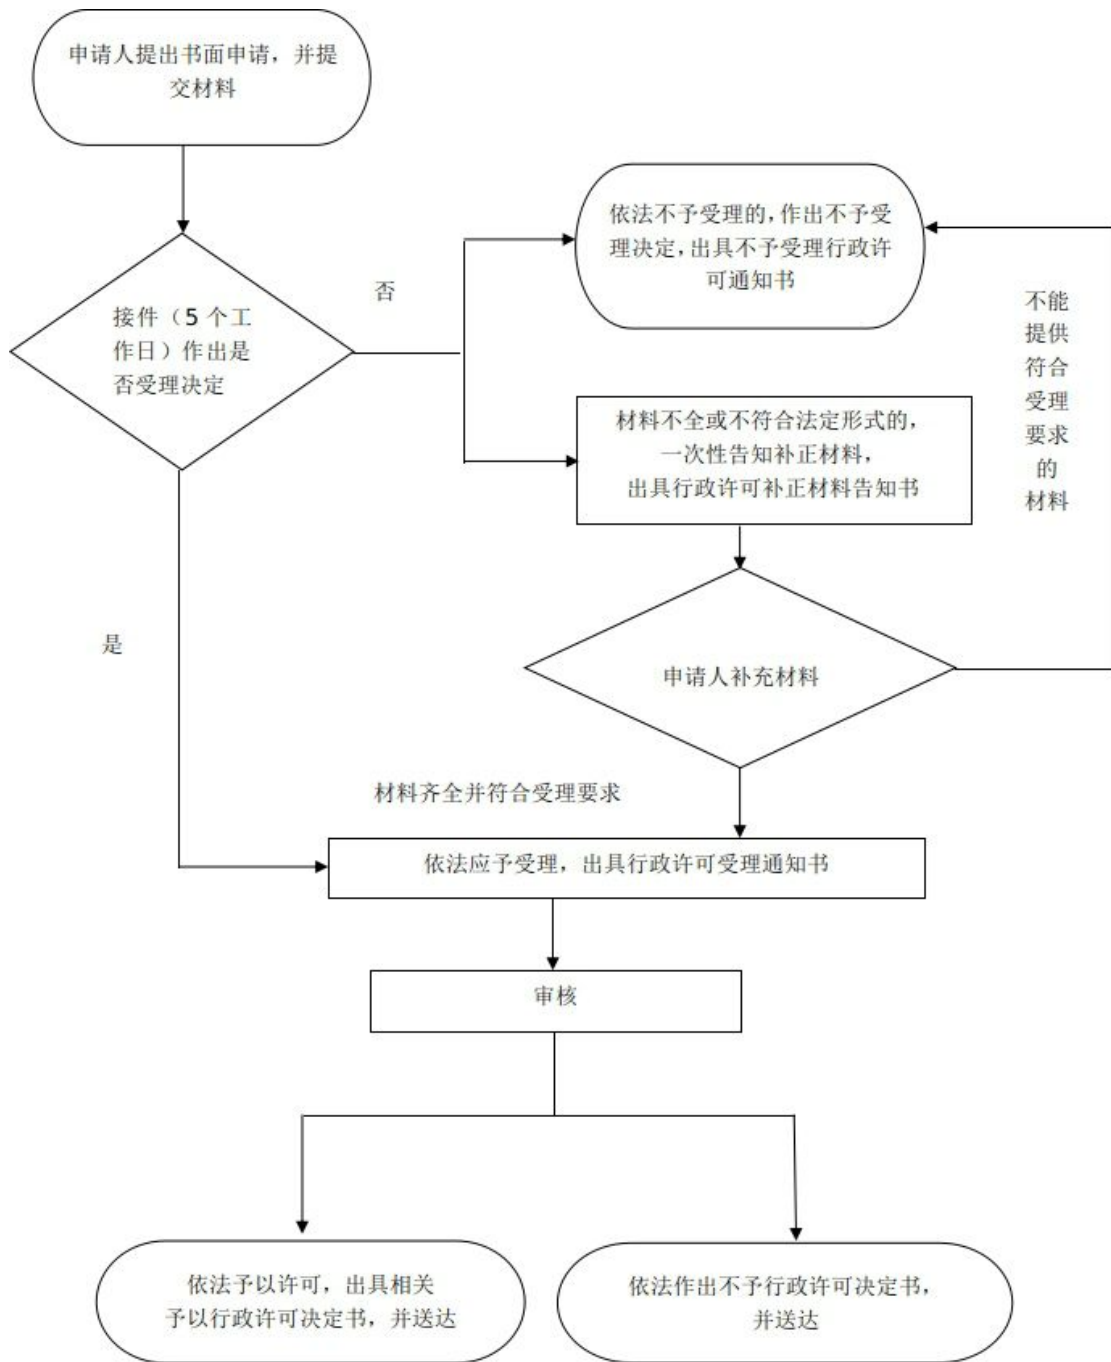 申请人提出书面申请，并提
交材料
依法不予受理的，作出不予受
理决定，出具不予受理行政许
可通知书
否
接件（5 个工
作日）作出是
否受理决定
不能
提供
符合
受理
要求
的
材料
材料不全或不符合法定形式的，
一次性告知补正材料，
出具行政许可补正材料告知书
是
申请人补充材料
材料齐全并符合受理要求
依法应予受理，出具行政许可受理通知书
审核
依法予以许可，出具相关
予以行政许可决定书，并送达
依法作出不予行政许可决定书，
并送达